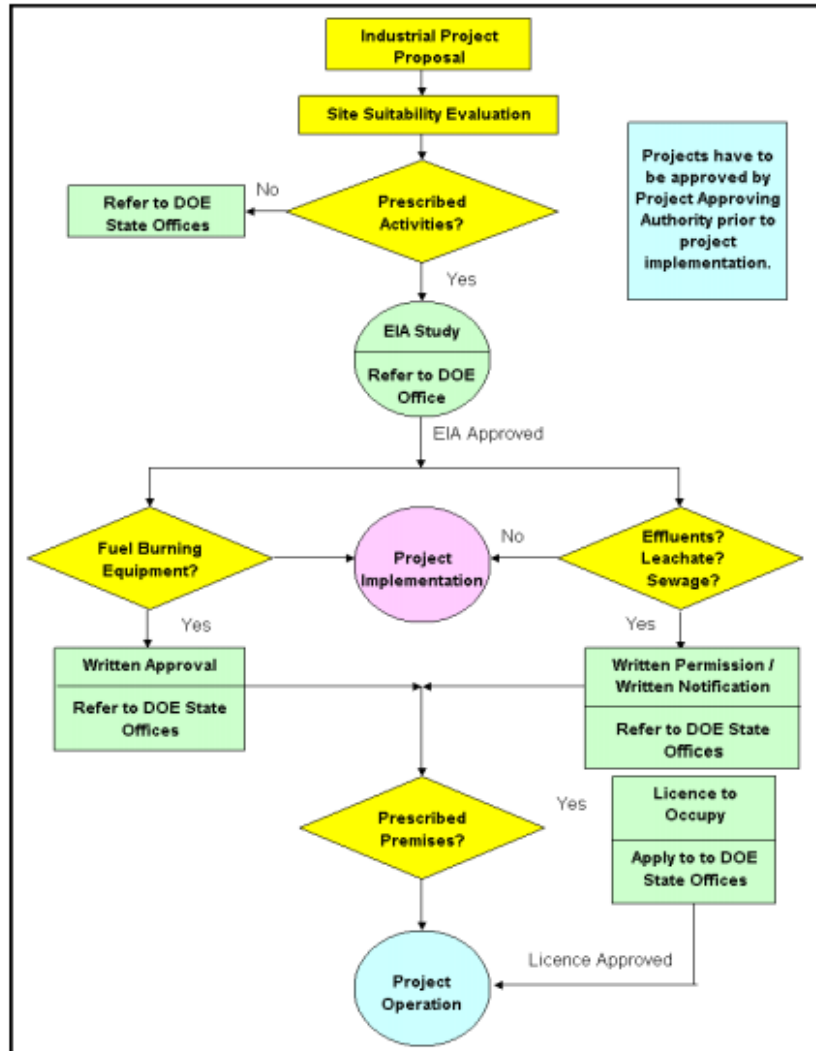 Industrial Project
Proposal
Site Suitability Evaluation
Projects have to
be approved by
Project Approving
Authority prior to
project
implementation.
No
Refer to DOE
State Offices
Prescribed
Activities?
Yes
EIA Study
Refer to DOE
Office
EIA Approved
Fuel Burning
Equipment?
Project
Implementation
No
Effluents?
Leachate?
Sewage?
Yes
Yes
Written Approval
Refer to DOE State
Offices
Written Permission /
Written Notification
Refer to DOE State
Offices
Prescribed
Premises?
Yes
Licence to
Occupy
Apply to to DOE
State Offices
Licence Approved
Project
Operation